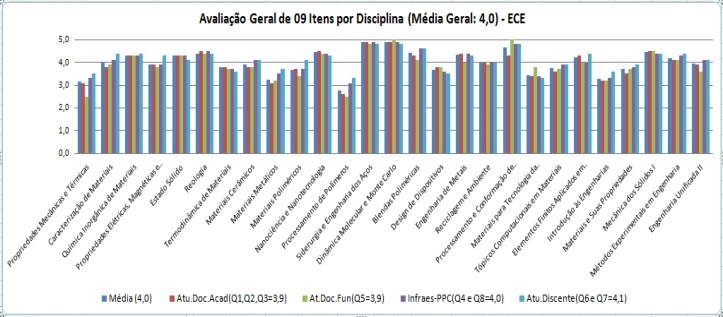 Avaliação Geral de 09 Itens por Disciplina (Média Geral: 4,0) - ECE
5,0
4,0
3,0
2,0
1,0
0,0
Propriedades Mecânicas e Térmicas
Caracterização de Materiais
Química Inorgânica de Materiais
Propriedades Elétricas, Magnéticas e..
Estado Sólido
Reologia
Termodinâmica de Materiais
Materiais Cerâmicos
Materiais Metálicos
Materiais Poliméricos
Nanociência e Nanotecnologia
Processamento de Polímeros
Siderurgia e Engenharia dos Aços
Dinâmica Molecular e Monte Carlo
Blendas Poliméricas
Design de Dispositivos
Engenharia de Metais
Reciclagem e Ambiente
Processamento e Conformação de..
Materiais para Tecnologia da..
Tópicos Computacionais em Materiais
Elementos Finitos Aplicados em..
Introdução às Engenharias
Materiais e Suas Propriedades
Mecânica dos Sólidos I
Métodos Experimentais em Engenharia
Engenharia Unificada II
Média (4,0)
Atu.Doc.Acad(Q1,Q2,Q3=3,9)
At.Doc.Fun(Q5=3,9)
Infraes-PPC(Q4 e Q8=4,0)
Atu.Discente(Q6 e Q7=4,1)